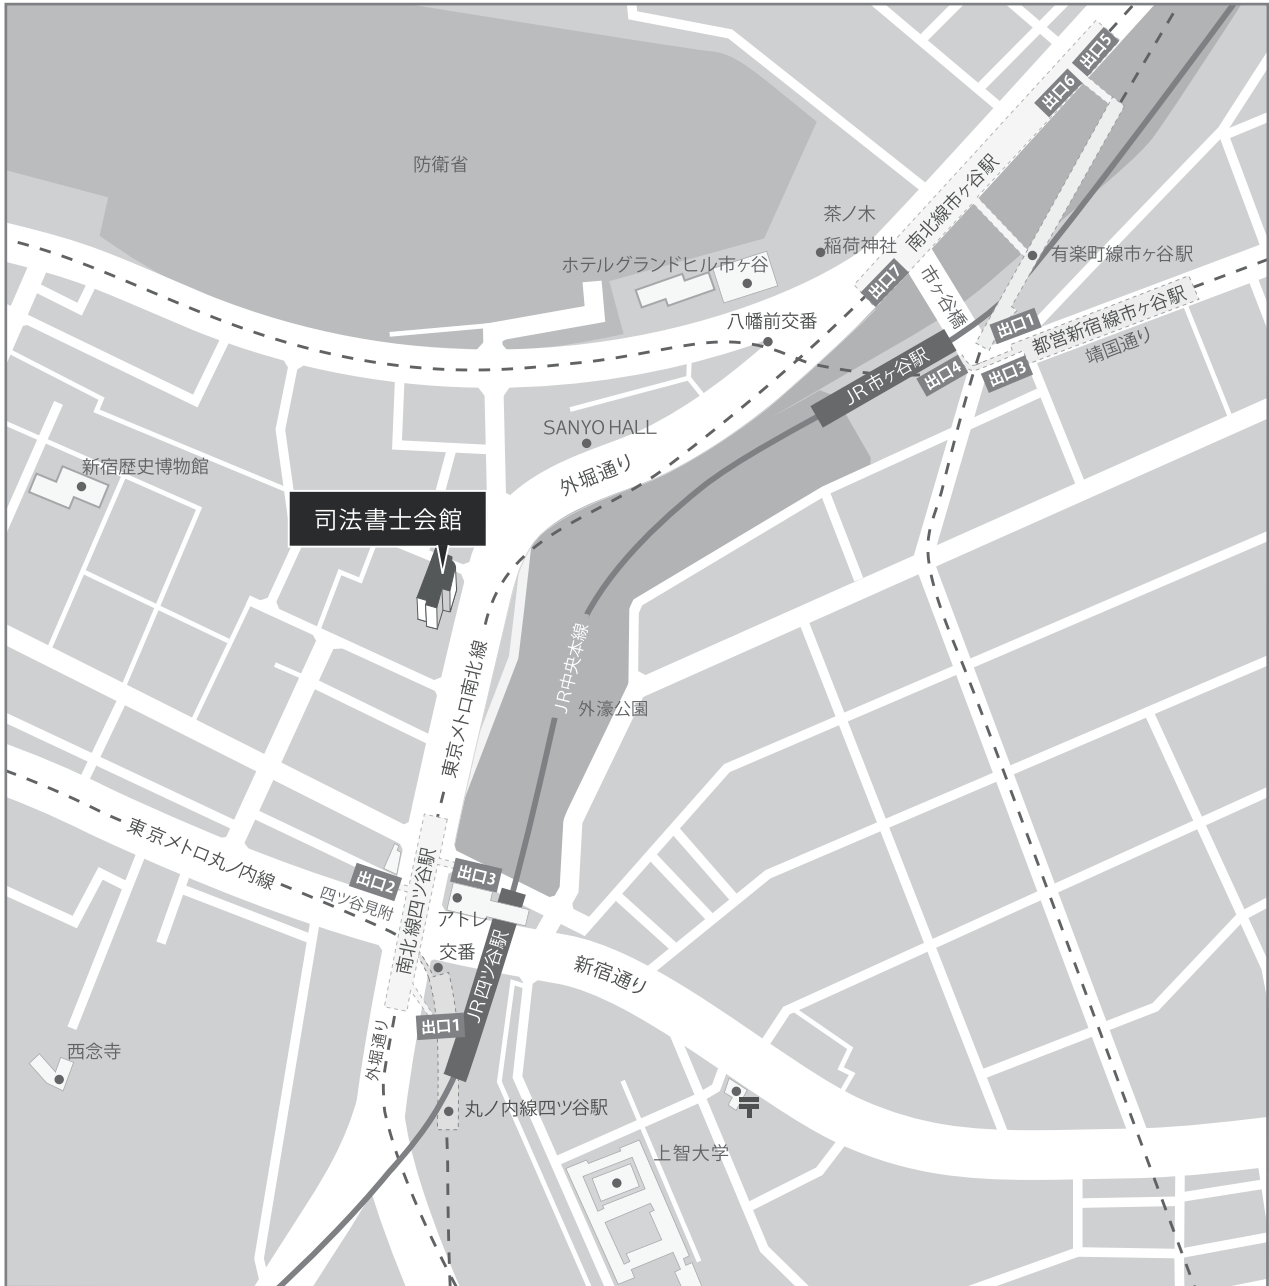 出口5
出口6
防衛省
南北線市ヶ谷駅
茶ノ木
稲荷神社
有楽町線市ヶ谷駅
ホテルグランドヒル市ヶ谷
出口7
市ヶ谷橋
都営新宿線市ヶ谷駅
八幡前交番
出口1
靖国通り
JR市ヶ谷駅
出口4
出口3
SANYO HALL
外堀通り
新宿歴史博物館
司法書士会館
東京メトロ南北線
JR中央本線
外濠公園
東京メトロ丸ノ内線
出口2
出口3
四ツ谷見附
南北線四ツ谷駅
アトレ
交番
JR四ツ谷駅
新宿通り
出口1
外堀通り
西念寺
丸ノ内線四ツ谷駅
〒
上智大学